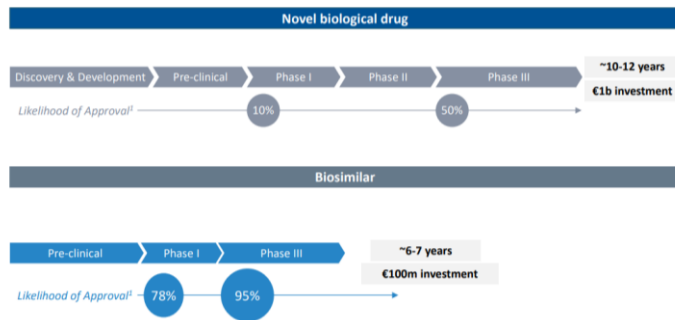 Novel biological drug
~10-12 years
Discovery & Development Pre-clinical Phase I Phase II Phase III
€1b investment
Likelihood of Approval¹ 10% 50%
Biosimilar
Pre-clinical Phase I Phase III
~6-7 years
€100m investment
Likelihood of Approval¹ 78% 95%